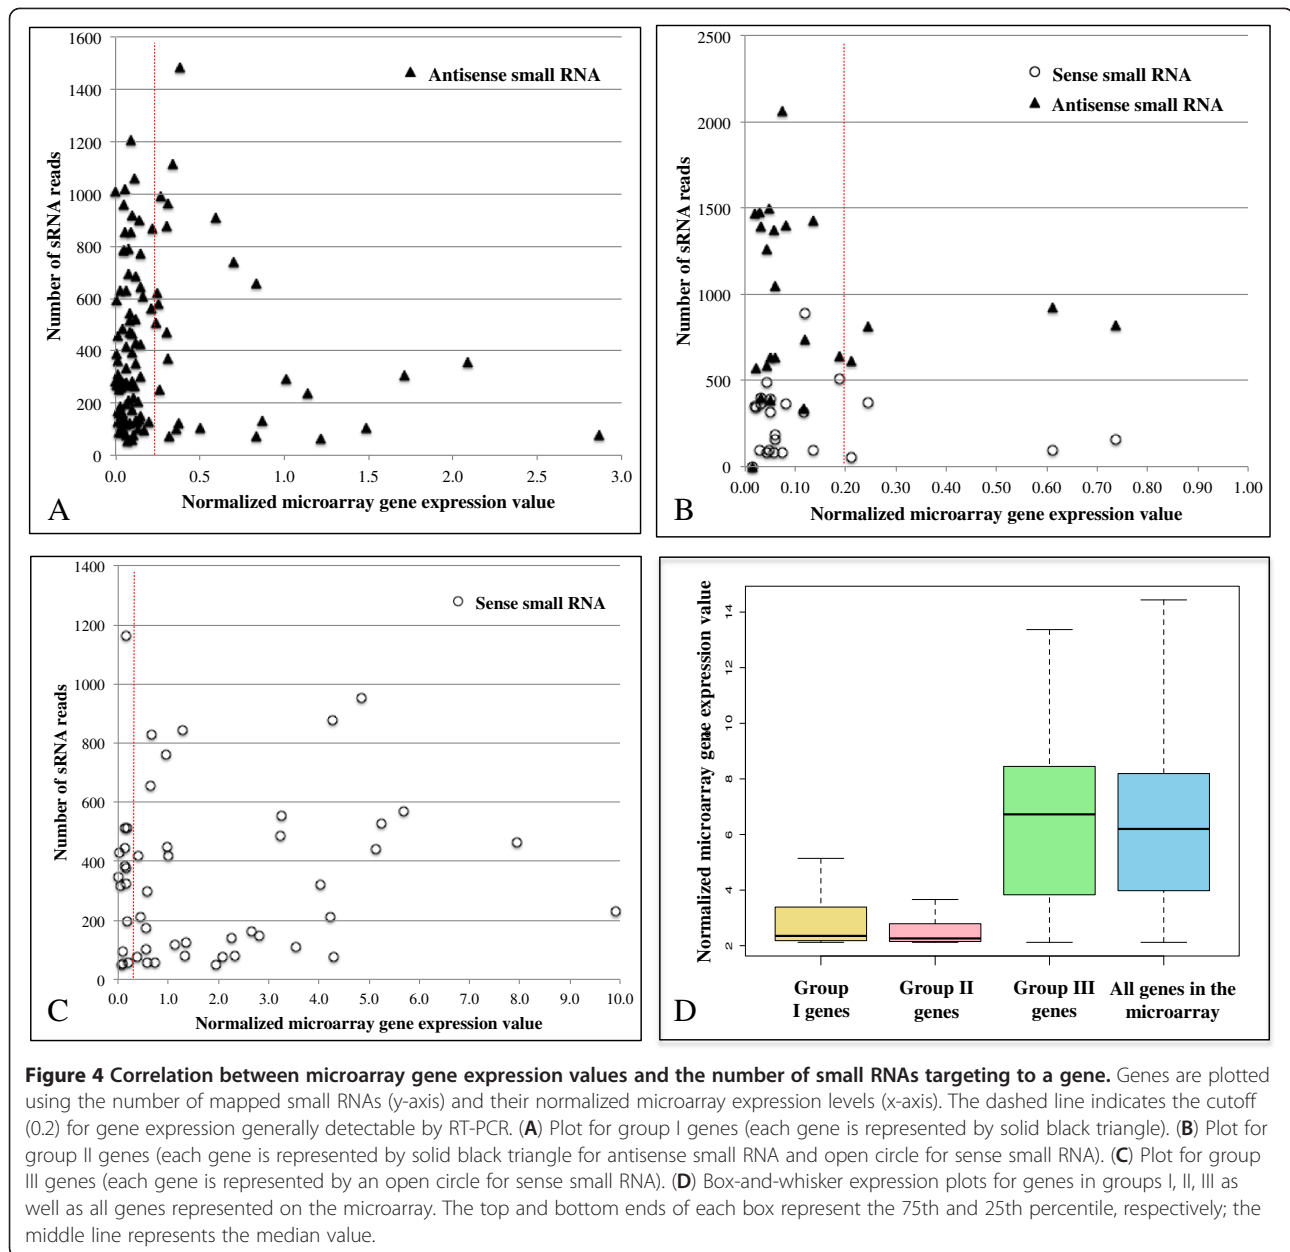 1600
1400
1200
1000
800
600
400
200
0
0.0 0.5 1.0 1.5 2.0 2.5 3.0
Number of sRNA reads
Antisense small RNA
Normalized microarray gene expression value
A
2500
2000
1500
1000
500
0
0.00 0.10 0.20 0.30 0.40 0.50 0.60 0.70 0.80 0.90 1.00
Number of sRNA reads
Sense small RNA
Antisense small RNA
Normalized microarray gene expression value
B
1400
1200
1000
800
600
400
200
0
0.0 1.0 2.0 3.0 4.0 5.0 6.0 7.0 8.0 9.0 10.0
Number of sRNA reads
Sense small RNA
Normalized microarray gene expression value
C
Normalized microarray gene expression value
14
12
10
8
6
4
2
Group
I genes
Group II
genes
Group III
genes
All genes in the
microarray
D
Figure 4 Correlation between microarray gene expression values and the number of small RNAs targeting to a gene. Genes are plotted
using the number of mapped small RNAs (y-axis) and their normalized microarray expression levels (x-axis). The dashed line indicates the cutoff
(0.2) for gene expression generally detectable by RT-PCR. (A) Plot for group I genes (each gene is represented by solid black triangle). (B) Plot for
group II genes (each gene is represented by solid black triangle for antisense small RNA and open circle for sense small RNA). (C) Plot for group
III genes (each gene is represented by an open circle for sense small RNA). (D) Box-and-whisker expression plots for genes in groups I, II, III as
well as all genes represented on the microarray. The top and bottom ends of each box represent the 75th and 25th percentile, respectively; the
middle line represents the median value.